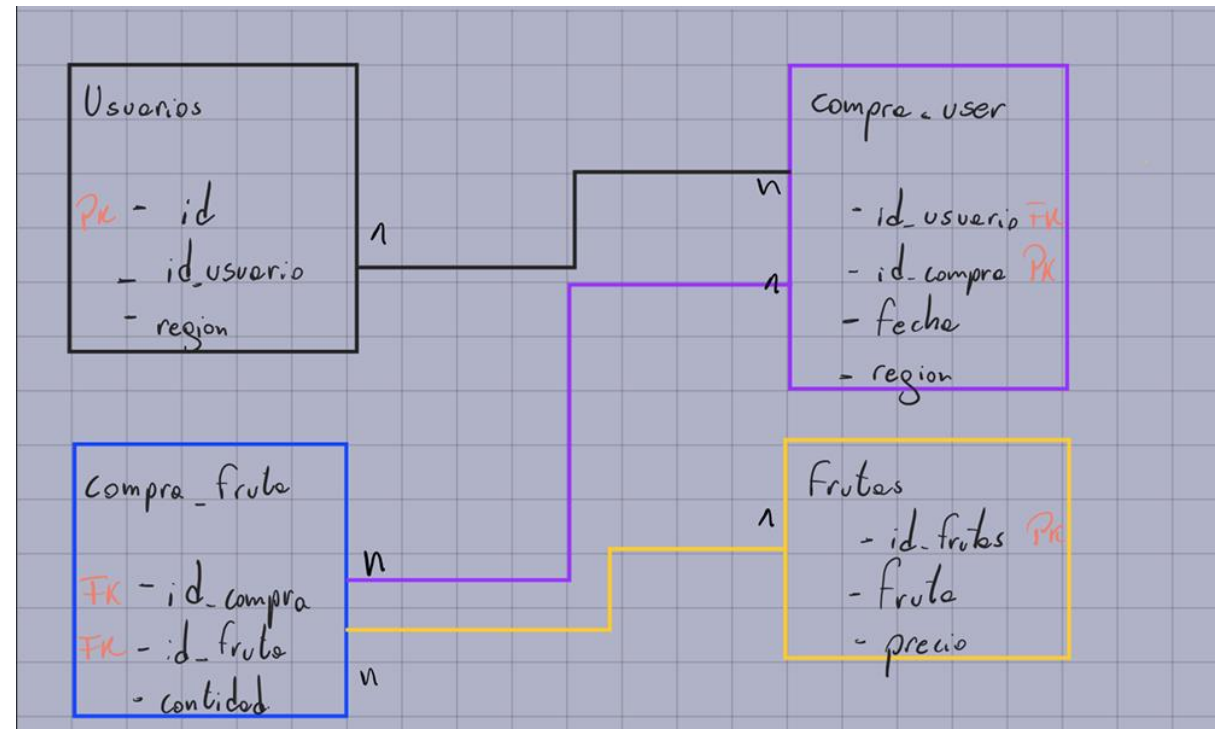 Usuarios
PK - id
- id_usuario
- region
1
n
Compra_user
- id_usuario FK
- id_compra PK
- fecha
- region
1
Compra_fruta
FK - id_compra
FK - id_fruta
- cantidad
n
n
Frutas
- id_frutas PK
- fruta
- precio
1